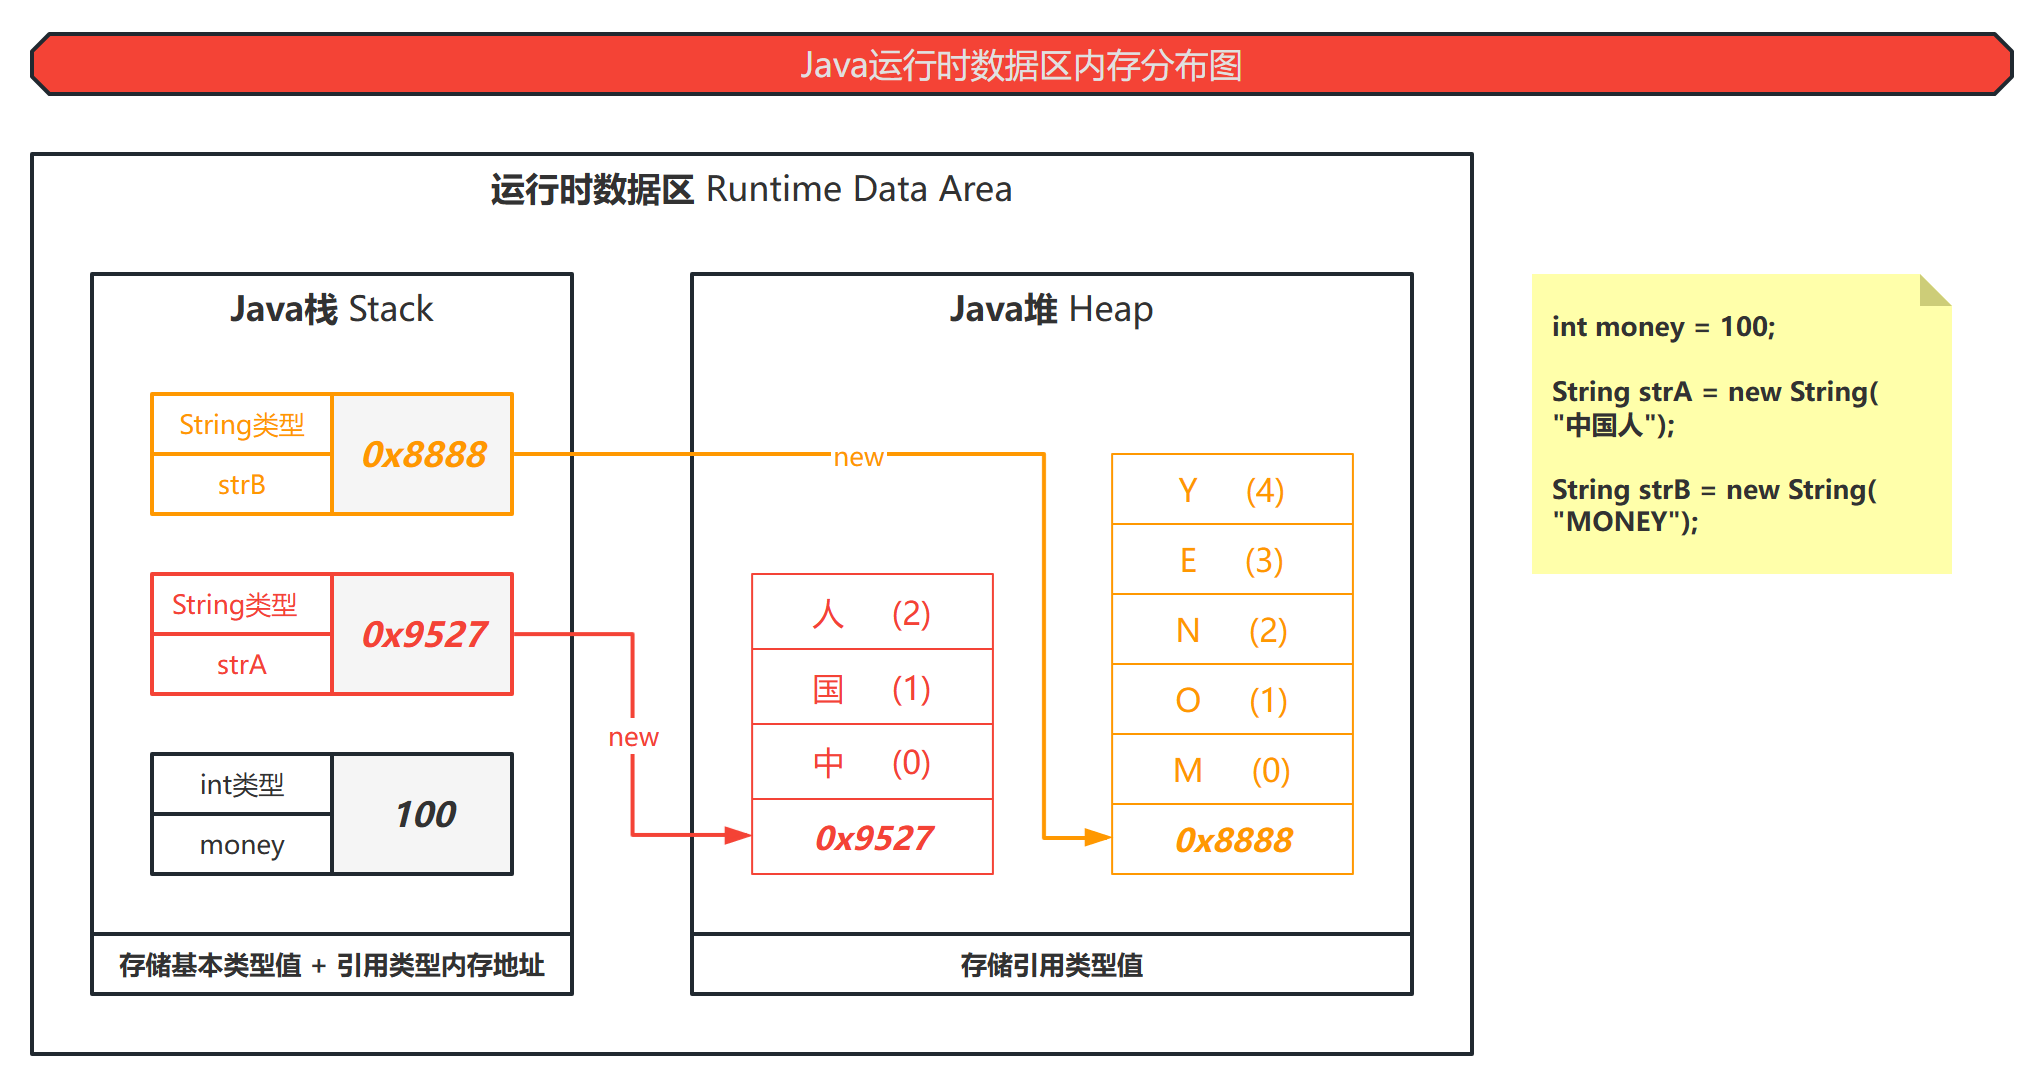 Java运行时数据区内存分布图
运行时数据区 Runtime Data Area
Java栈 Stack
String类型
strB
0x8888
String类型
strA
0x9527
int类型
money
100
存储基本类型值 + 引用类型内存地址
new
new
Java堆 Heap
人 (2)
国 (1)
中 (0)
0x9527
Y (4)
E (3)
N (2)
O (1)
M (0)
0x8888
存储引用类型值
int money = 100;
String strA = new String(
"中国人");
String strB = new String(
"MONEY");